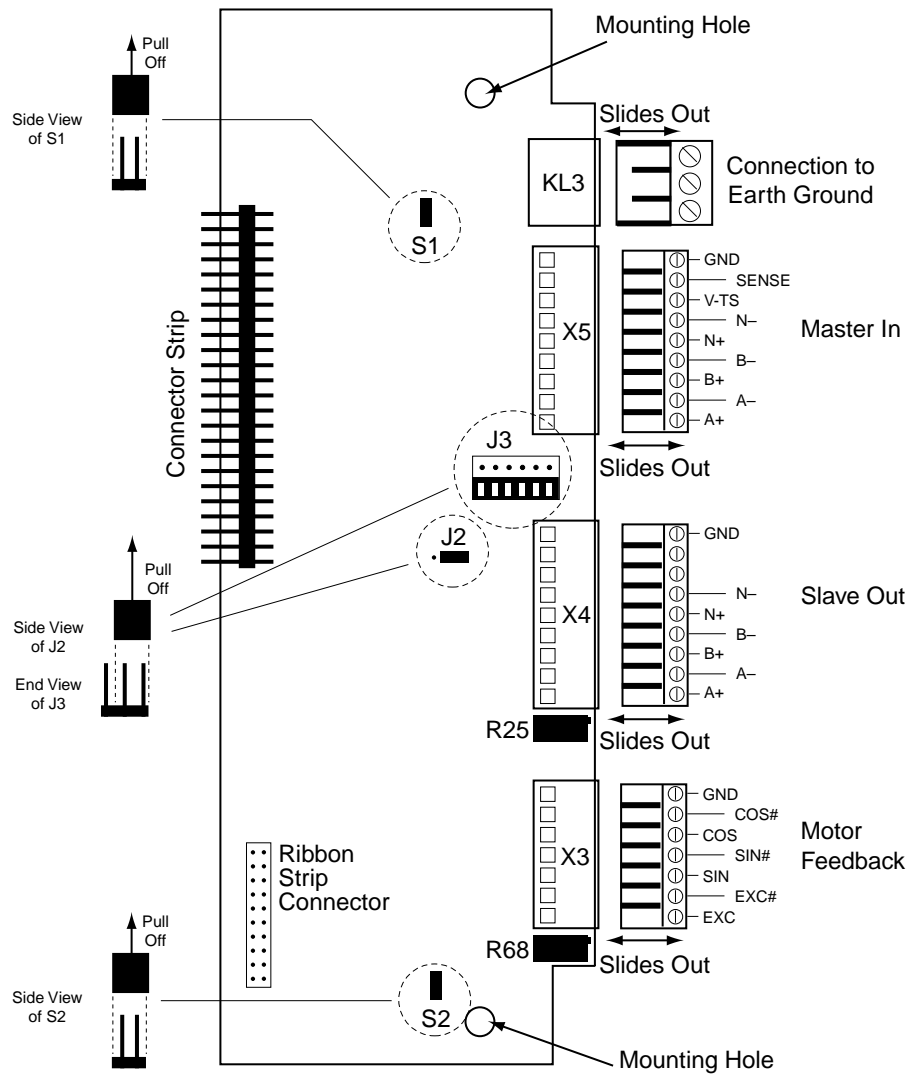 Mounting Hole
Pull
Off
Side View
of S1
Slides Out
KL3
Connection to
Earth Ground
S1
Connector Strip
X5
GND
SENSE
V-TS
N–
N+
B–
B+
A–
A+
Master In
Slides Out
J3
J2
Pull
Off
Side View
of J2
End View
of J3
X4
GND
N–
N+
B–
B+
A–
A+
Slave Out
R25
Slides Out
X3
GND
COS#
COS
SIN#
SIN
EXC#
EXC
Motor
Feedback
Ribbon
Strip
Connector
R68
Slides Out
Pull
Off
Side View
of S2
S2
Mounting Hole